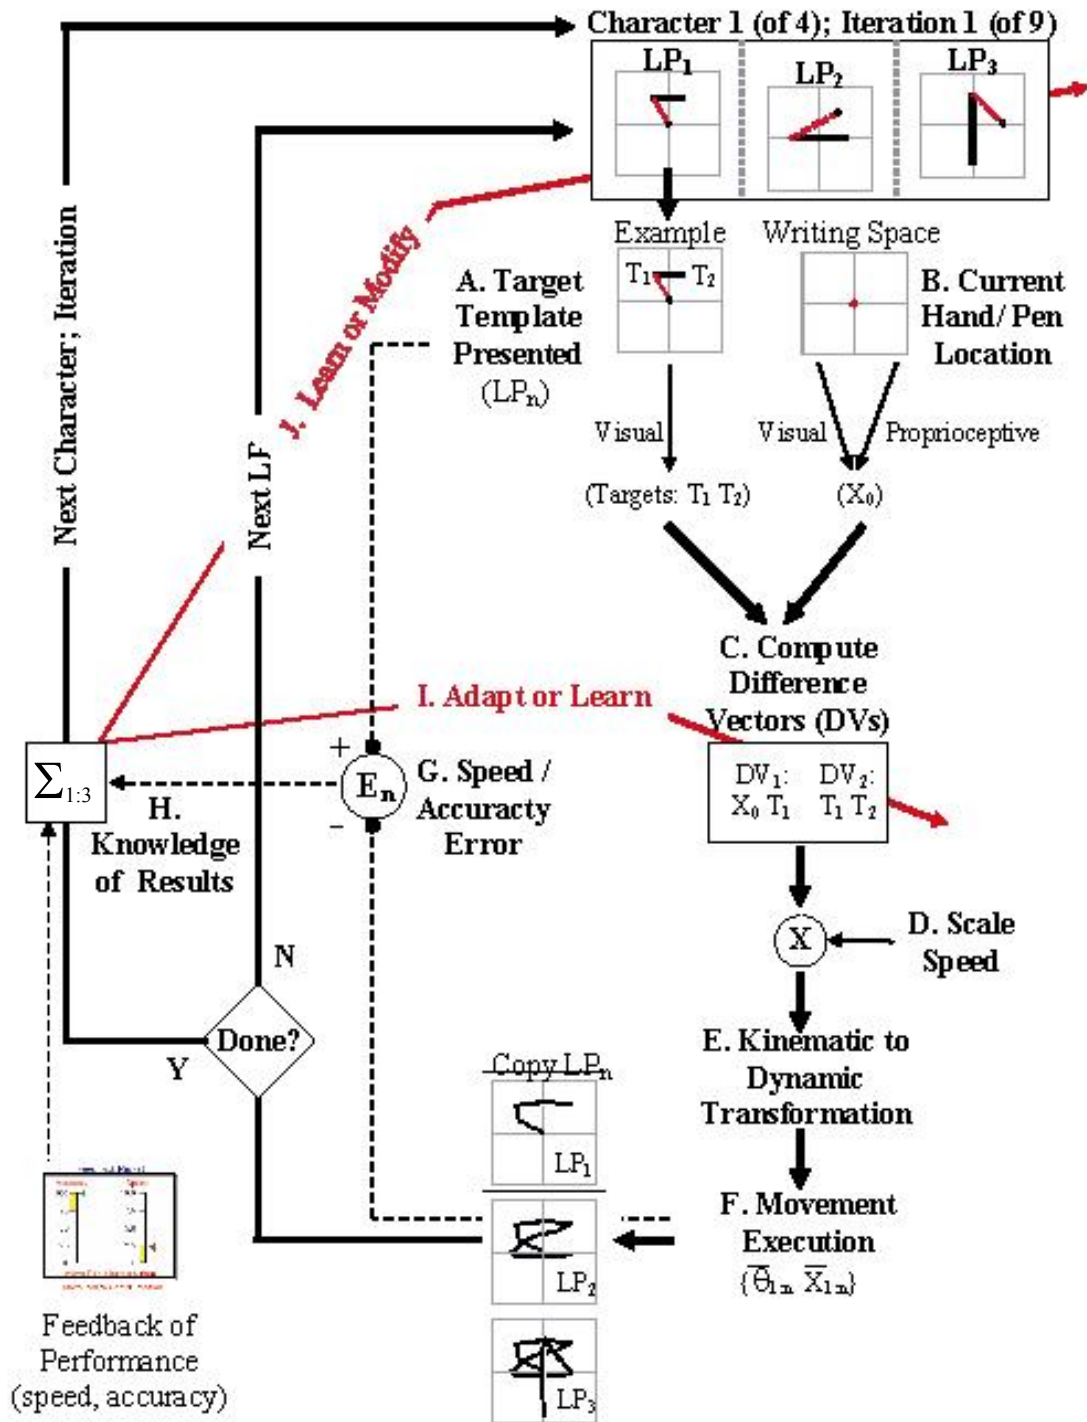 Character 1 (of 4); Iteration 1 (of 9)
LP1
LP2
LP3
Example
Writing Space
T1
T2
A. Target
Template
Presented
(LPn)
B. Current
Hand/ Pen
Location
Visual
Visual
Proprioceptive
(Targets: T1 T2)
(X0)
Next Character; Iteration
Next LF
J. Learn or Modify
C. Compute
Difference
Vectors (DVs)
I. Adapt or Learn
DV1:
X0 T1
DV2:
T1 T2
Σ1:3
+
En
-
G. Speed /
Accuracty
Error
H.
Knowledge
of Results
X
D. Scale
Speed
N
Done?
Y
E. Kinematic to
Dynamic
Transformation
Copy LPn
LP1
LP2
LP3
F. Movement
Execution
Feedback of
Performance
(speed, accuracy)